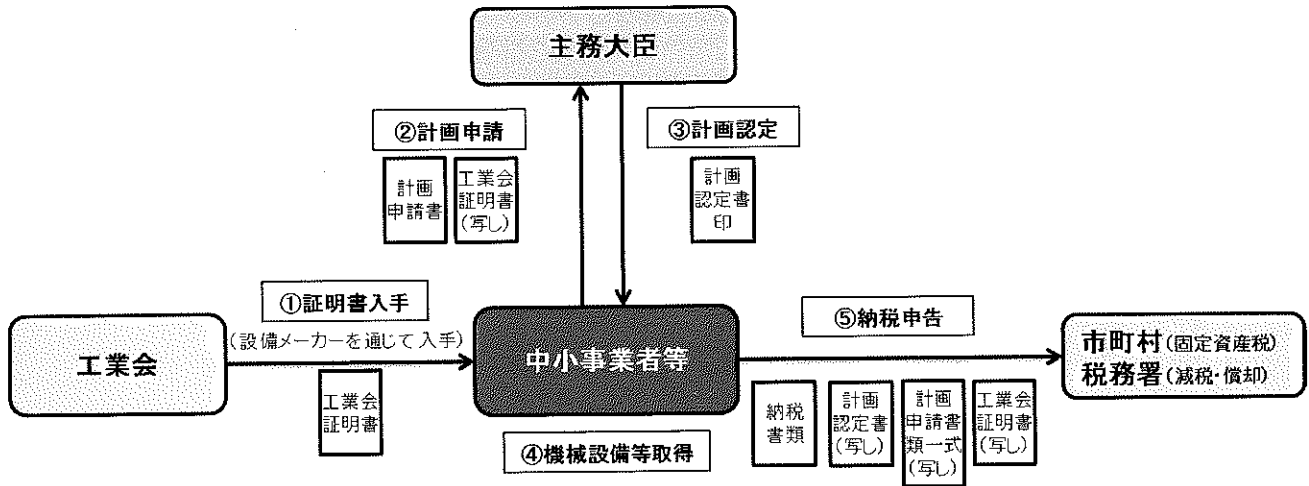 主務大臣
②計画申請
計画
申請書
工業会
証明書
(写し)
③計画認定
計画
認定書
印
①証明書入手
(設備メーカーを通じて入手)
工業会
工業会
証明書
中小事業者等
④機械設備等取得
⑤納税申告
納税
書類
計画
認定書
(写し)
計画
申請書
類一式
(写し)
工業会
証明書
(写し)
市町村(固定資産税)
税務署(減税・償却)